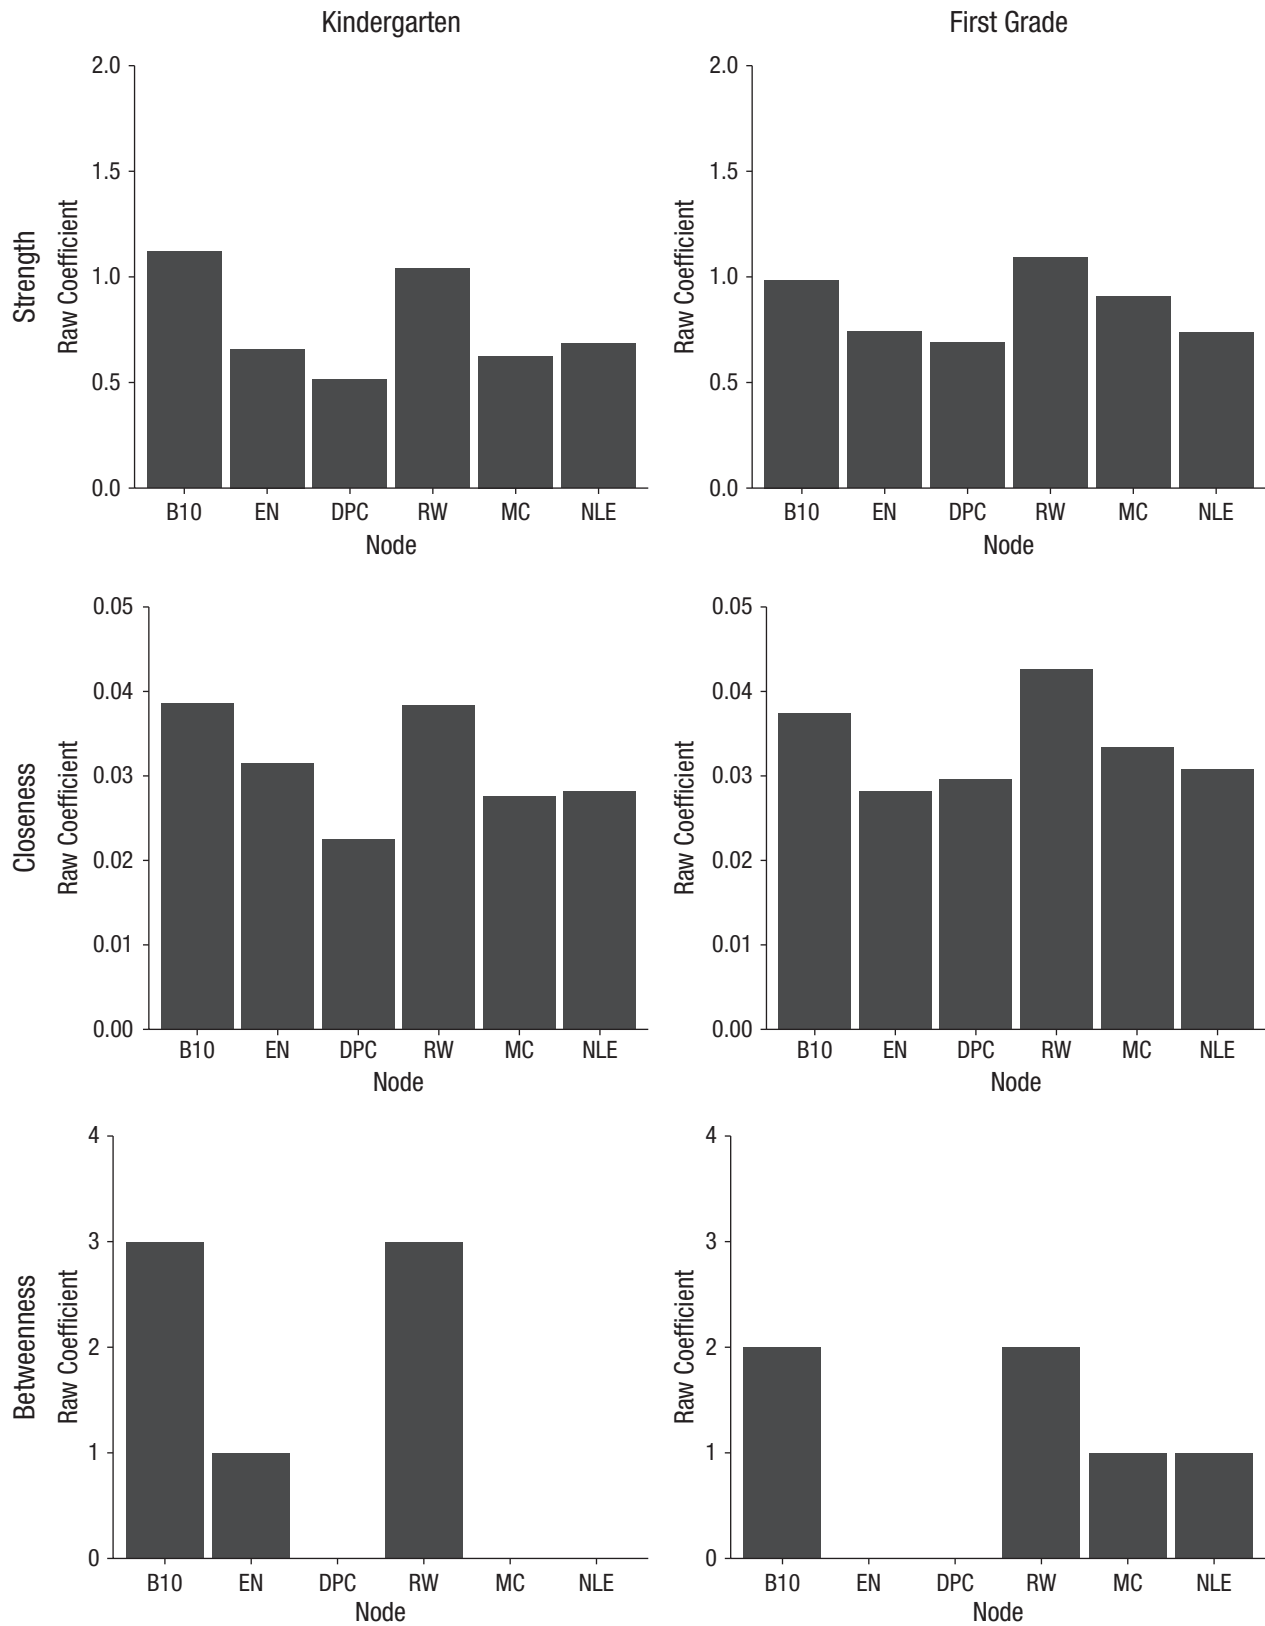 Kindergarten
First Grade
Strength
Raw Coefficient
2.0
1.5
1.0
0.5
0.0
B10 EN DPC RW MC NLE
Node
Raw Coefficient
2.0
1.5
1.0
0.5
0.0
B10 EN DPC RW MC NLE
Node
Closeness
Raw Coefficient
0.05
0.04
0.03
0.02
0.01
0.00
B10 EN DPC RW MC NLE
Node
Raw Coefficient
0.05
0.04
0.03
0.02
0.01
0.00
B10 EN DPC RW MC NLE
Node
Betweenness
Raw Coefficient
4
3
2
1
0
B10 EN DPC RW MC NLE
Node
Raw Coefficient
4
3
2
1
0
B10 EN DPC RW MC NLE
Node